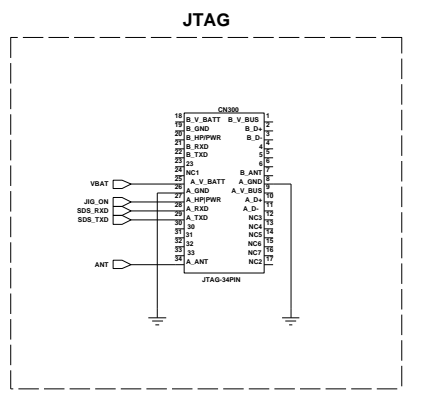 JTAG
CN300
18 B_V_BATT B_V_BUS 1
19 B_GND B_D+ 2
20 B_HP/PWR B_D- 3
21 B_RXD 4 4
22 B_TXD 5 5
23 23 6 6
24 NC1 B_ANT 7
VBAT 25 A_V_BATT A_GND 8
26 A_GND A_V_BUS 9
JIG_ON 27 A_HP|PWR A_D+ 10
SDS_RXD 28 A_RXD A_D- 11
SDS_TXD 29 A_TXD NC3 12
30 30 NC4 13
31 31 NC5 14
32 32 NC6 15
33 33 NC7 16
ANT 34 A_ANT NC2 17
JTAG-34PIN